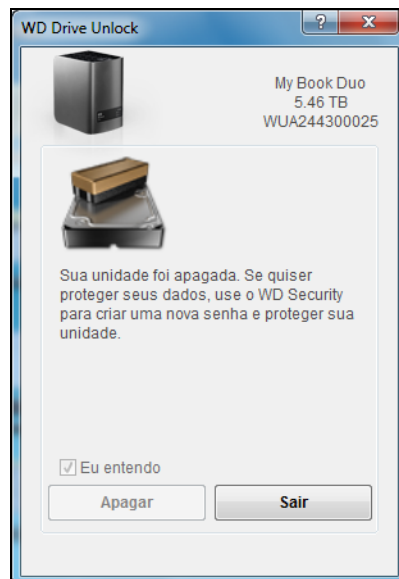 WD Drive Unlock
My Book Duo
5.46 TB
WUA244300025
Sua unidade foi apagada. Se quiser
proteger seus dados, use o WD Security
para criar uma nova senha e proteger sua
unidade.
Eu entendo
Apagar
Sair